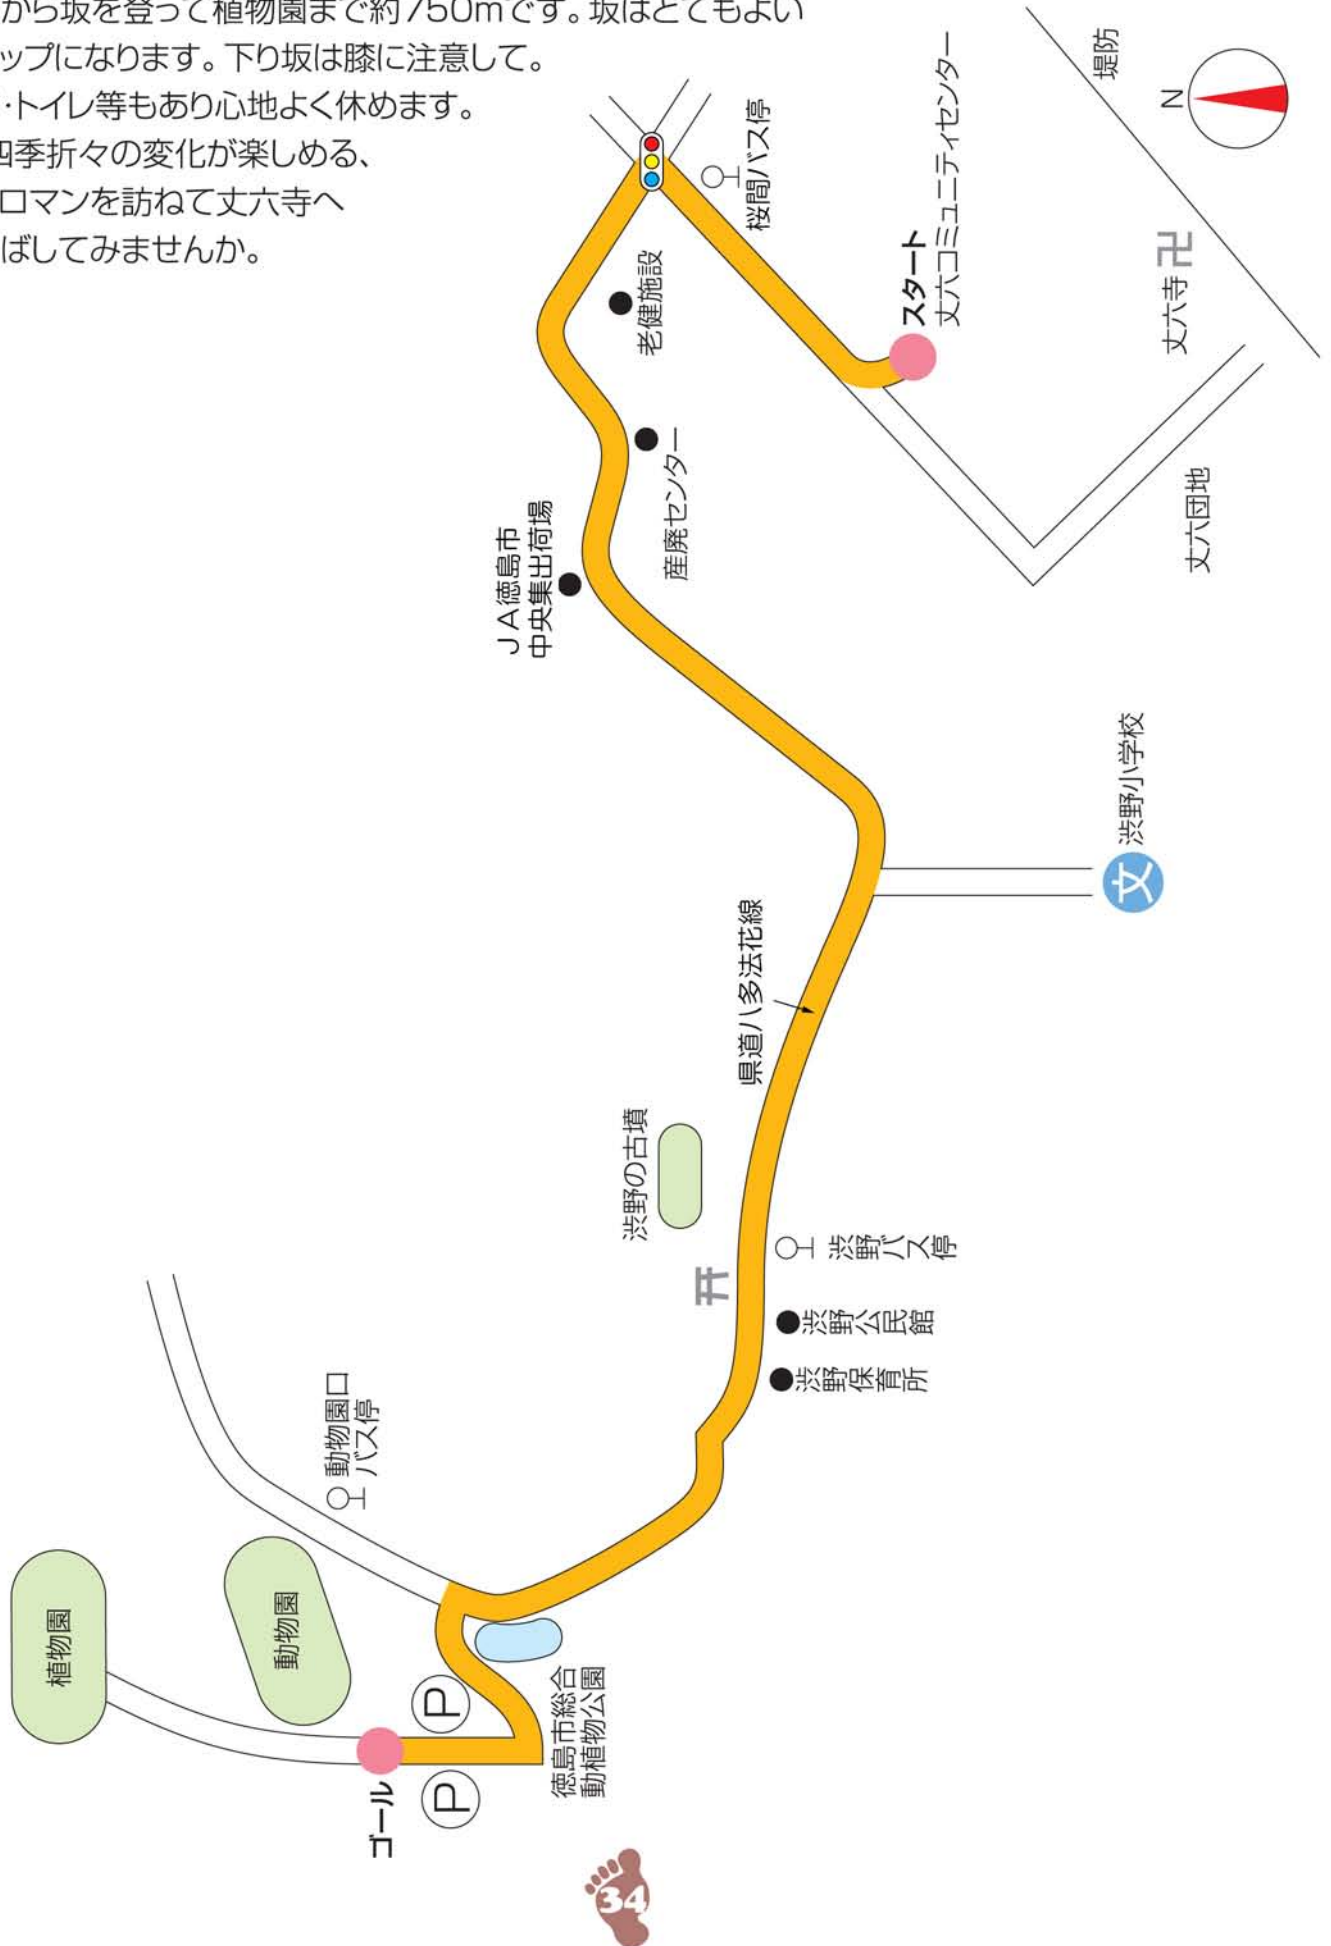 から坂を登って植物園まで約750mです。坂はとてもよい
ップになります。下り坂は膝に注意して。
・トイレ等もあり心地よく休めます。
四季折々の変化が楽しめる、
ロマンを訪ねて丈六寺へ
ばしてみませんか。
堤防
N
桜間バス停
スタート
丈六コミュニティセンター
丈六寺
老健施設
産廃センター
丈六団地
JA徳島市
中央集出荷場
文
渋野小学校
県道八多法花線
渋野の古墳
渋野バス停
渋野公民館
渋野保育所
動物園口
バス停
植物園
動物園
P
P
徳島市総合
動植物公園
ゴール
34